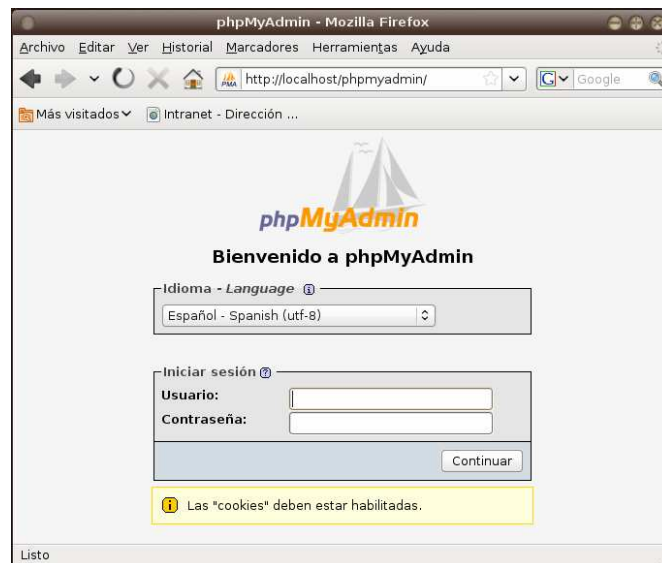 phpMyAdmin - Mozilla Firefox
Archivo Editar Ver Historial Marcadores Herramientas Ayuda
PMA http://localhost/phpmyadmin/ G Google
Más visitados Intranet - Dirección ...
phpMyAdmin
Bienvenido a phpMyAdmin
Idioma - Language
Español - Spanish (utf-8)
Iniciar sesión
Usuario:
Contraseña:
Continuar
Las "cookies" deben estar habilitadas.
Listo